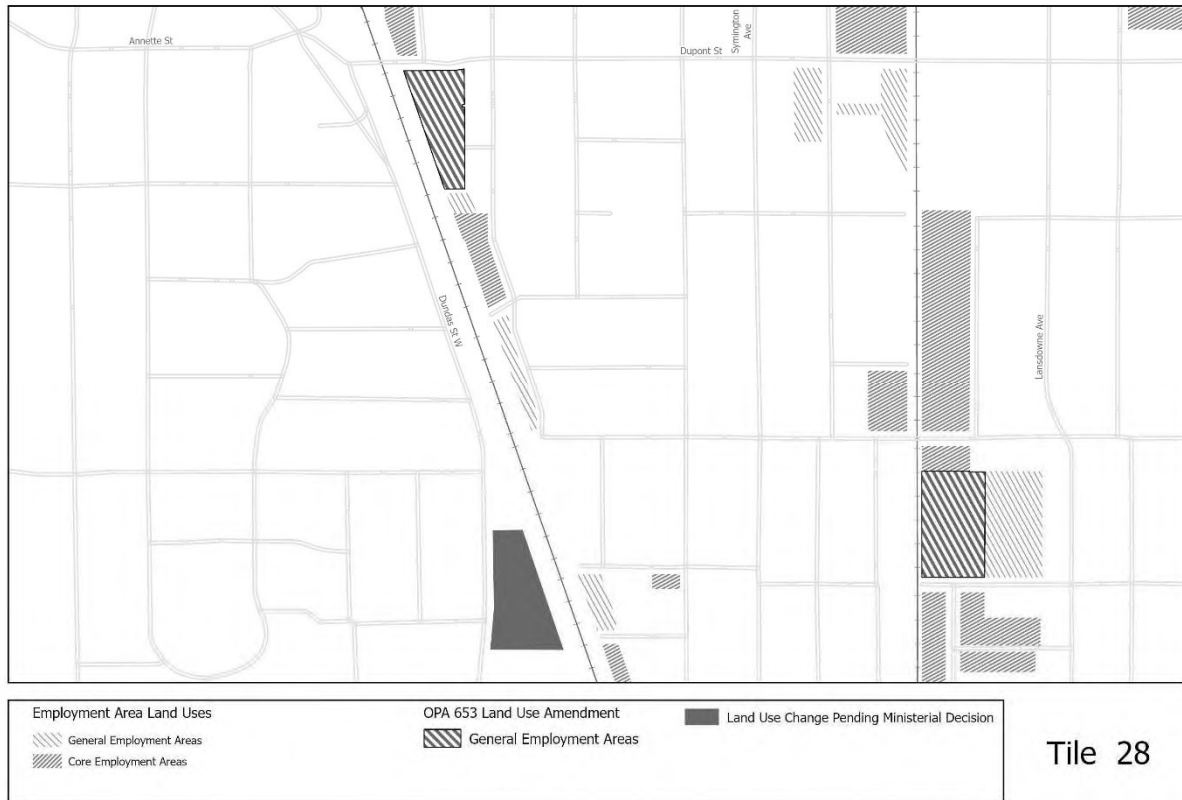 Annette St
Dupont St
Symington
Ave
Dundas St W
Lansdowne Ave
Employment Area Land Uses
General Employment Areas
Core Employment Areas
OPA 653 Land Use Amendment
General Employment Areas
Land Use Change Pending Ministerial Decision
Tile 28